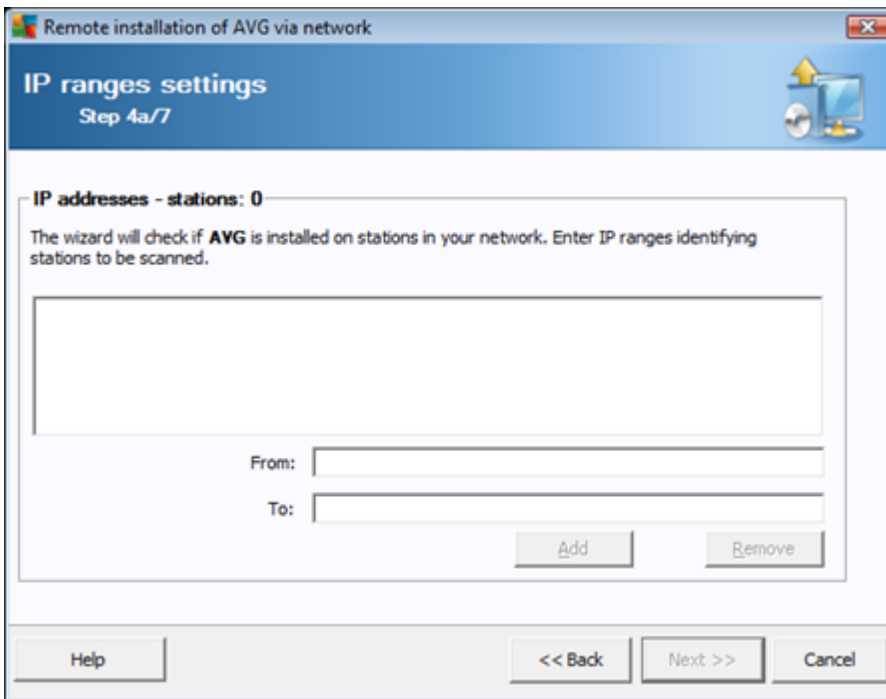 Remote installation of AVG via network
IP ranges settings
Step 4a/7
IP addresses - stations: 0
The wizard will check if AVG is installed on stations in your network. Enter IP ranges identifying
stations to be scanned.
From:
To:
Add
Remove
Help
<< Back
Next >>
Cancel